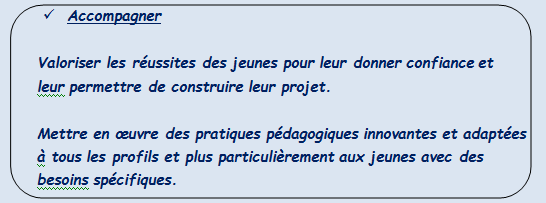 ✓ Accompagner
Valoriser les réussites des jeunes pour leur donner confiance et
leur permettre de construire leur projet.
Mettre en œuvre des pratiques pédagogiques innovantes et adaptées
à tous les profils et plus particulièrement aux jeunes avec des
besoins spécifiques.